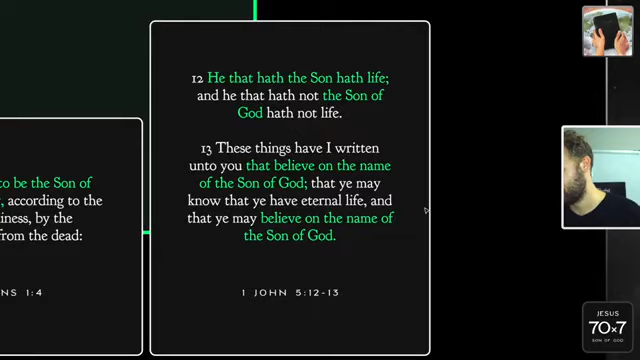 to be the Son of
, according to the
iness, by the
from the dead:
NS 1:4
12 He that hath the Son hath life;
and he that hath not the Son of
God hath not life.
13 These things have I written
unto you that believe on the name
of the Son of God; that ye may
know that ye have eternal life, and
that ye may believe on the name of
the Son of God.
1 JOHN 5:12-13
JESUS
70×7
SON OF GOD